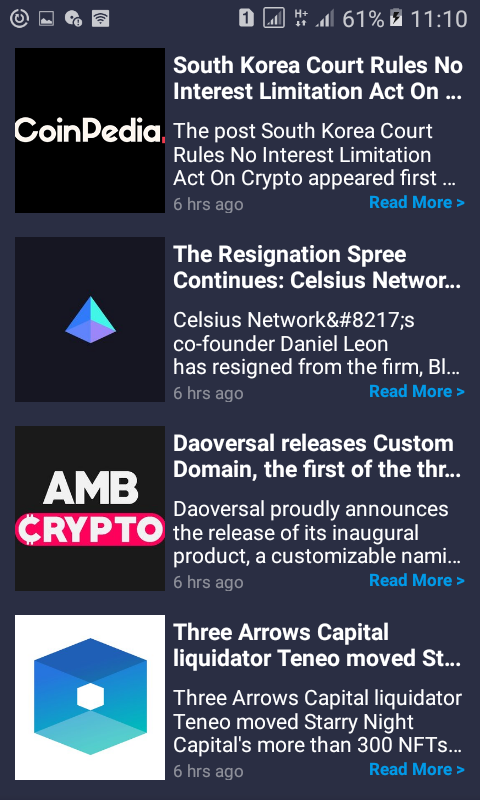 1 H+ 61% 11:10
South Korea Court Rules No
Interest Limitation Act On ...
CoinPedia.
The post South Korea Court
Rules No Interest Limitation
Act On Crypto appeared first ...
6 hrs ago Read More >
The Resignation Spree
Continues: Celsius Networ...
Celsius Network&#8217;s
co-founder Daniel Leon
has resigned from the firm, Bl...
6 hrs ago Read More >
Daoversal releases Custom
Domain, the first of the thr...
AMB
CRYPTO
Daoversal proudly announces
the release of its inaugural
product, a customizable nami...
6 hrs ago Read More >
Three Arrows Capital
liquidator Teneo moved St...
Three Arrows Capital liquidator
Teneo moved Starry Night
Capital's more than 300 NFTs...
6 hrs ago Read More >